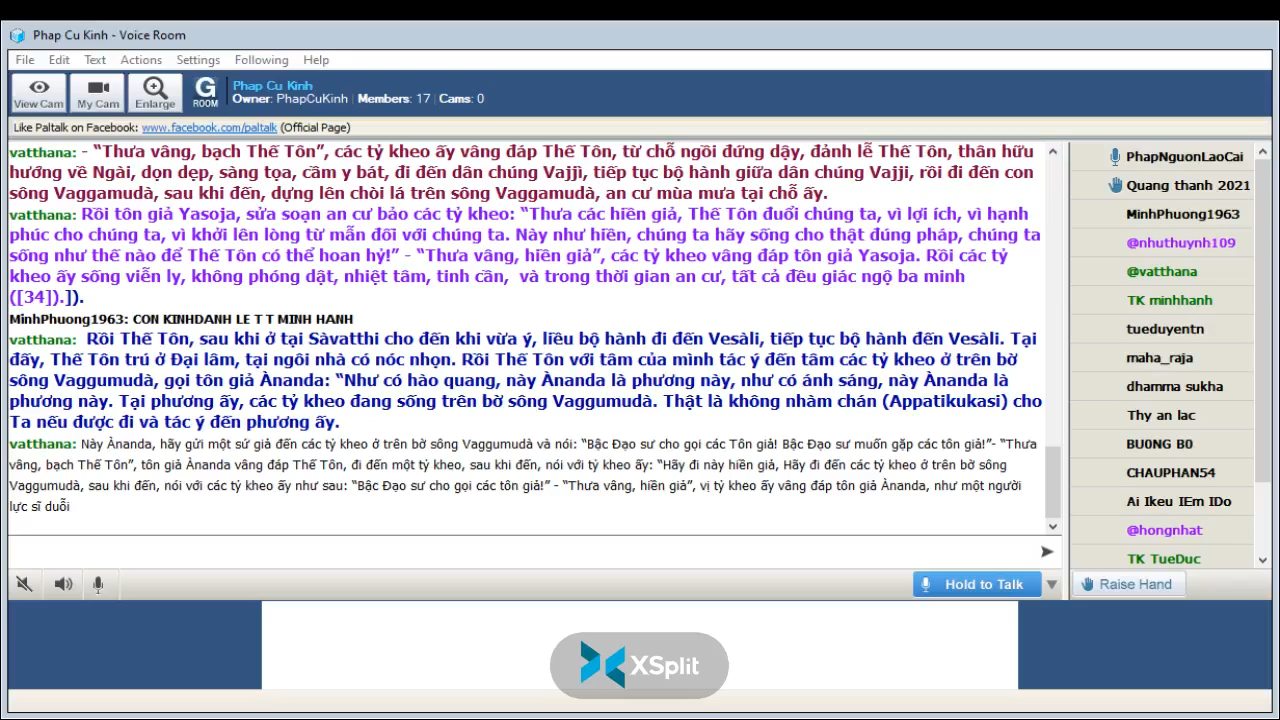 Phap Cu Kinh - Voice Room
File Edit Text Actions Settings Following Help
View Cam My Cam Enlarge G ROOM
Phap Cu Kinh
Owner: PhapCuKinh | Members: 17 | Cams: 0
Like Paltalk on Facebook: www.facebook.com/paltalk (Official Page)
vatthana: - “Thưa vâng, bạch Thế Tôn”, các tỷ kheo ấy vâng đáp Thế Tôn, từ chỗ ngồi đứng dậy, đảnh lễ Thế Tôn, thân hữu
hướng về Ngài, dọn dẹp, sàng tọa, cầm y bát, đi đến dân chúng Vajji, tiếp tục bộ hành giữa dân chúng Vajji, rồi đi đến con
sông Vaggamudà, sau khi đến, dựng lên chòi lá trên sông Vaggamudà, an cư mùa mưa tại chỗ ấy.
vatthana: Rồi tôn giả Yasoja, sửa soạn an cư bảo các tỷ kheo: “Thưa các hiền giả, Thế Tôn đuổi chúng ta, vì lợi ích, vì hạnh
phúc cho chúng ta, vì khởi lên lòng từ mẫn đối với chúng ta. Này như hiền, chúng ta hãy sống cho thật đúng pháp, chúng ta
sống như thế nào để Thế Tôn có thể hoan hỷ!” - “Thưa vâng, hiền giả”, các tỷ kheo vâng đáp tôn giả Yasoja. Rồi các tỷ
kheo ấy sống viễn ly, không phóng dật, nhiệt tâm, tinh cần, và trong thời gian an cư, tất cả đều giác ngộ ba minh
([34]).]).
MinhPhuong1963: CON KINHDANH LE T T MINH HANH
vatthana: Rồi Thế Tôn, sau khi ở tại Sàvatthi cho đến khi vừa ý, liều bộ hành đi đến Vesàli, tiếp tục bộ hành đến Vesàli. Tại
đấy, Thế Tôn trú ở Đại lâm, tại ngôi nhà có nóc nhọn. Rồi Thế Tôn với tâm của mình tác ý đến tâm các tỷ kheo ở trên bờ
sông Vaggumudà, gọi tôn giả Ànanda: “Như có hào quang, này Ànanda là phương này, như có ánh sáng, này Ànanda là
phương này. Tại phương ấy, các tỷ kheo đang sống trên bờ sông Vaggumudà. Thật là không nhàm chán (Appatikukasi) cho
Ta nếu được đi và tác ý đến phương ấy.
vatthana: Này Ànanda, hãy gửi một sứ giả đến các tỷ kheo ở trên bờ sông Vaggumudà và nói: “Bậc Đạo sư cho gọi các Tôn giả! Bậc Đạo sư muốn gặp các tôn giả!”- “Thưa
vâng, bạch Thế Tôn”, tôn giả Ànanda vâng đáp Thế Tôn, đi đến một tỷ kheo, sau khi đến, nói với tỷ kheo ấy: “Hãy đi này hiền giả, Hãy đi đến các tỷ kheo ở trên bờ sông
Vaggumudà, sau khi đến, nói với các tỷ kheo ấy như sau: “Bậc Đạo sư cho gọi các tôn giả!” - “Thưa vâng, hiền giả”, vị tỷ kheo ấy vâng đáp tôn giả Ànanda, như một người
lực sĩ duỗi
PhapNguonLaoCai
Quang thanh 2021
MinhPhuong1963
@nhuthuynh109
@vatthana
TK minhhanh
tueduyentn
maha_raja
dhamma sukha
Thy an lac
BU0NG B0
CHAUPHAN54
Ai Ikeu IEm IDo
@hongnhat
TK TueDuc
Hold to Talk
Raise Hand
XSplit